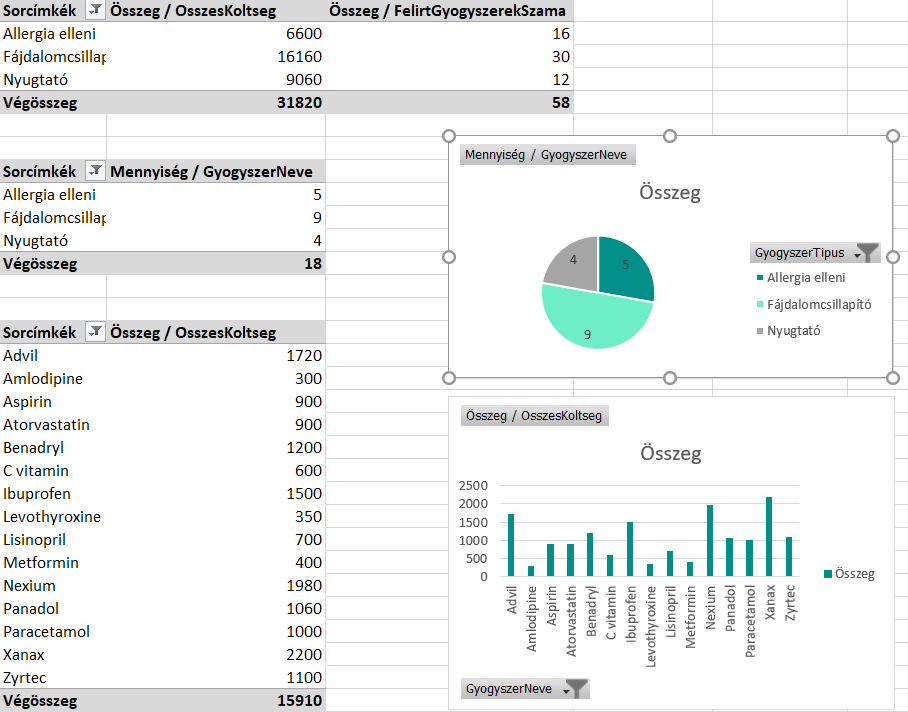 Sorcímkék Összeg / OsszesKoltseg Összeg / FelirtGyogyszerekSzama
Allergia elleni 6600 16
Fájdalomcsillap 16160 30
Nyugtató 9060 12
Végösszeg 31820 58
Sorcímkék Mennyiség / GyogyszerNeve
Allergia elleni 5
Fájdalomcsillap 9
Nyugtató 4
Végösszeg 18
Mennyiség / GyogyszerNeve
Összeg
4
5
9
GyogyszerTipus
Allergia elleni
Fájdalomcsillapító
Nyugtató
Sorcímkék Összeg / OsszesKoltseg
Advil 1720
Amlodipine 300
Aspirin 900
Atorvastatin 900
Benadryl 1200
C vitamin 600
Ibuprofen 1500
Levothyroxine 350
Lisinopril 700
Metformin 400
Nexium 1980
Panadol 1060
Paracetamol 1000
Xanax 2200
Zyrtec 1100
Végösszeg 15910
Összeg / OsszesKoltseg
Összeg
2500
2000
1500
1000
500
0
Advil
Amlodipine
Aspirin
Atorvastatin
Benadryl
C vitamin
Ibuprofen
Levothyroxine
Lisinopril
Metformin
Nexium
Panadol
Paracetamol
Xanax
Zyrtec
Összeg
GyogyszerNeve